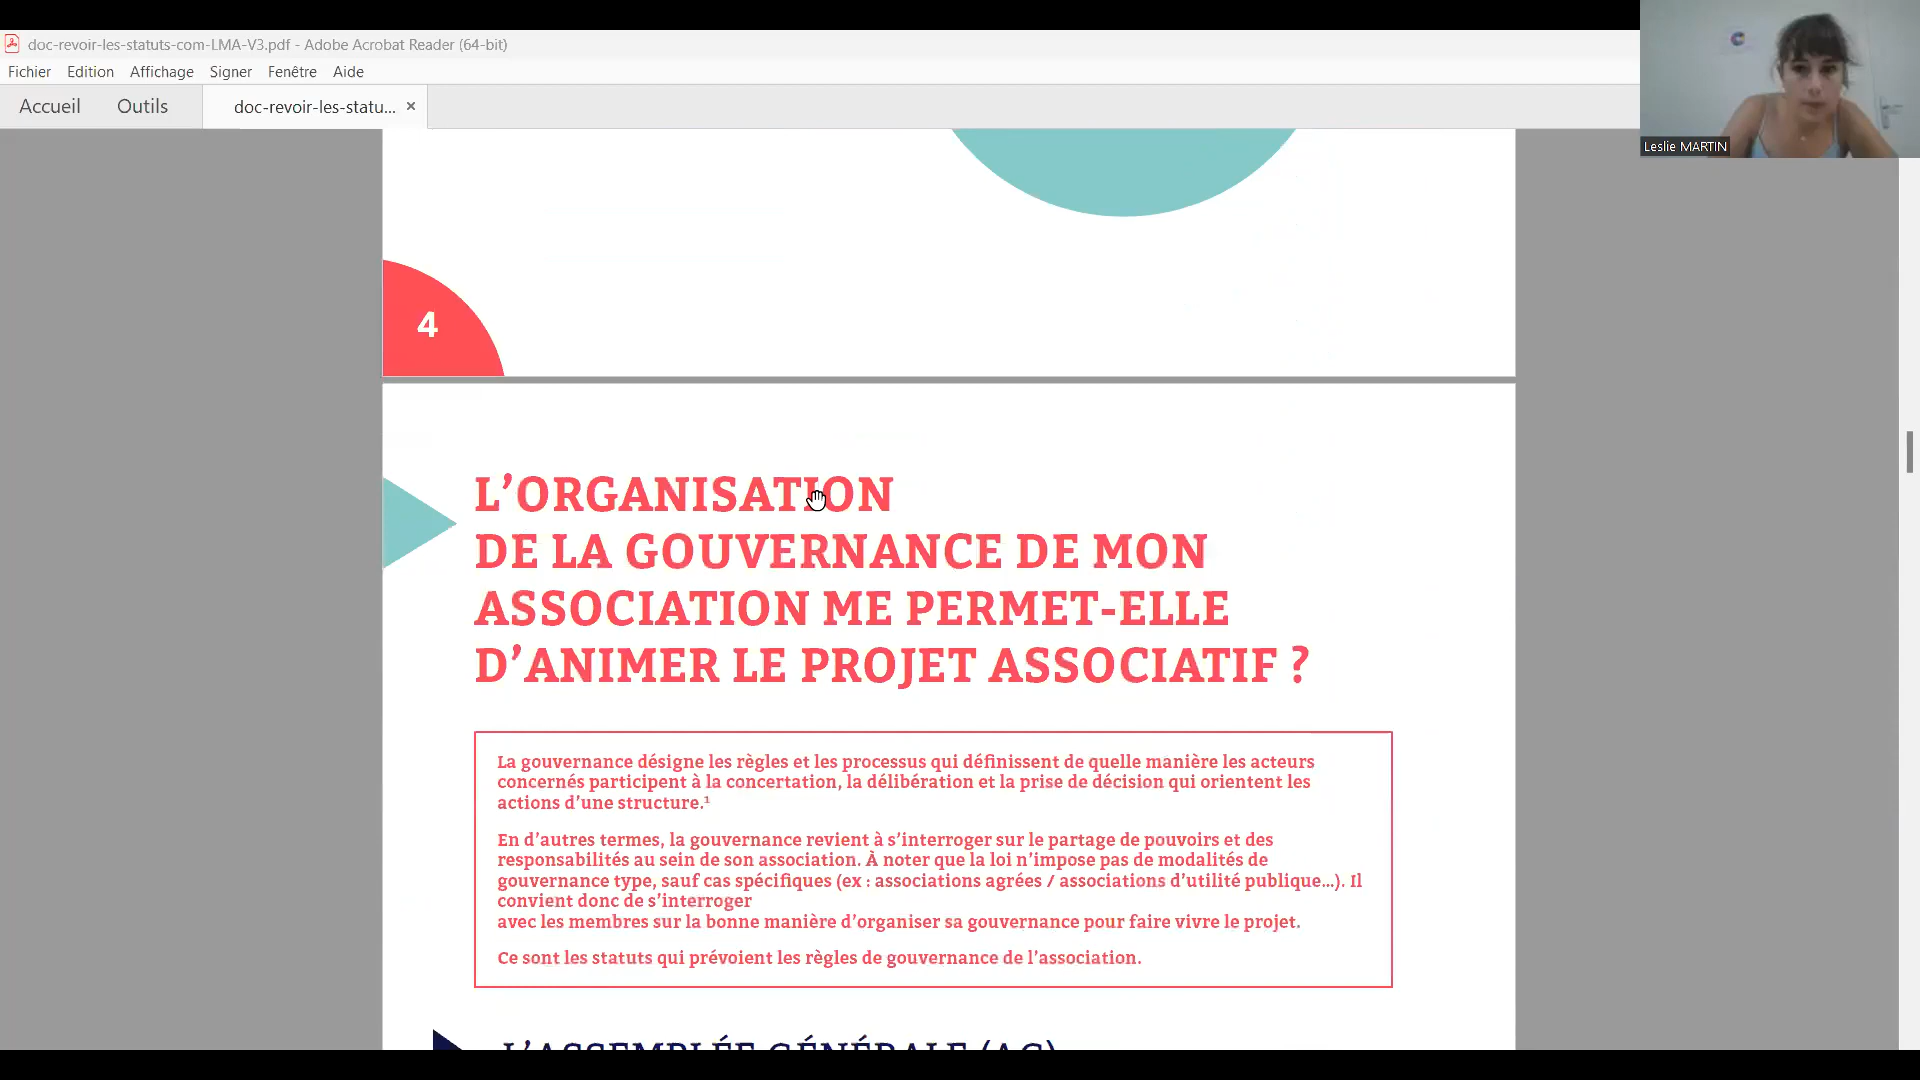 doc-revoir-les-statuts-com-LMA-V3.pdf - Adobe Acrobat Reader (64-bit)
Fichier Edition Affichage Signer Fenêtre Aide
Accueil Outils doc-revoir-les-statu... ×
Leslie MARTIN
4
L’ORGANISATION
DE LA GOUVERNANCE DE MON
ASSOCIATION ME PERMET-ELLE
D’ANIMER LE PROJET ASSOCIATIF ?
La gouvernance désigne les règles et les processus qui définissent de quelle manière les acteurs
concernés participent à la concertation, la délibération et la prise de décision qui orientent les
actions d’une structure.¹
En d’autres termes, la gouvernance revient à s’interroger sur le partage de pouvoirs et des
responsabilités au sein de son association. À noter que la loi n’impose pas de modalités de
gouvernance type, sauf cas spécifiques (ex : associations agrées / associations d’utilité publique...). Il
convient donc de s’interroger
avec les membres sur la bonne manière d’organiser sa gouvernance pour faire vivre le projet.
Ce sont les statuts qui prévoient les règles de gouvernance de l’association.
L’ASSEMBLÉE GÉNÉRALE (AG)